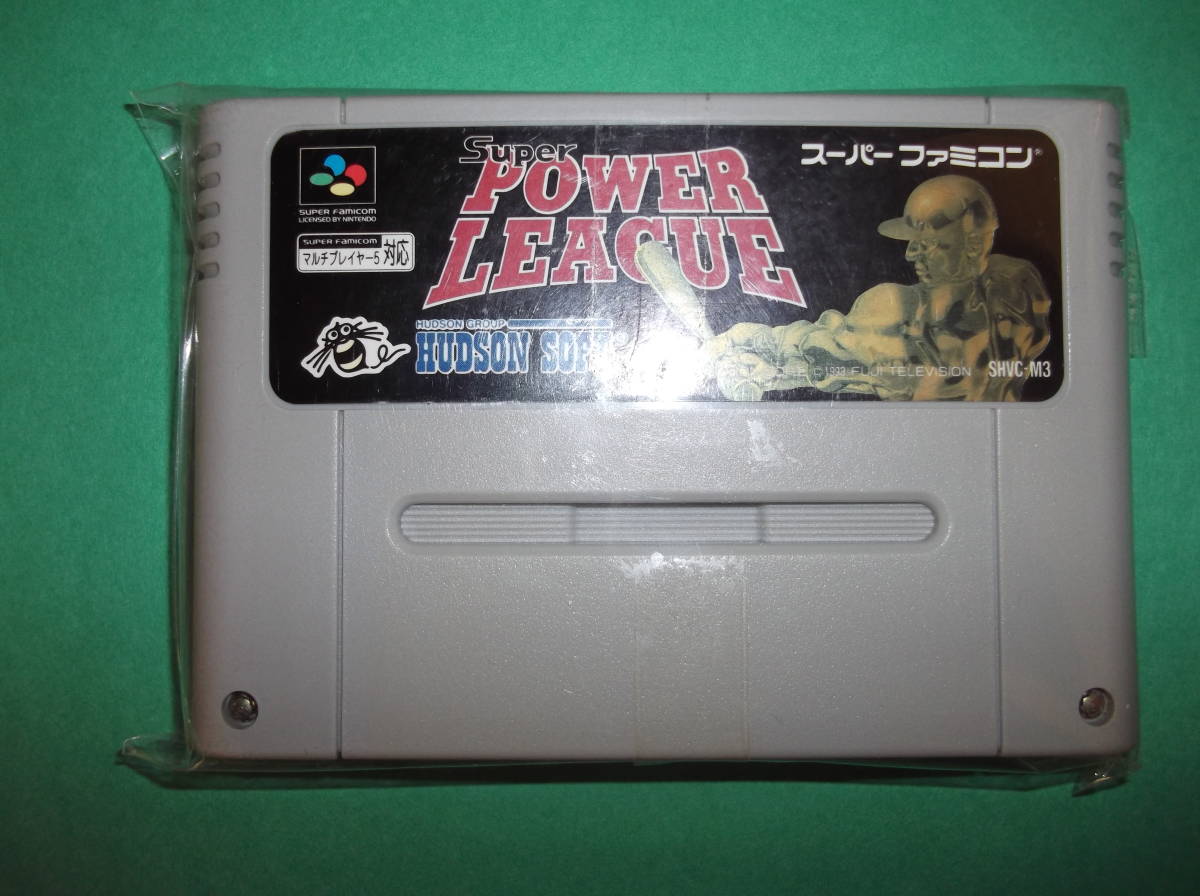 Super
POWER
LEAGUE
スーパーファミコン®
SUPER FAMICOM
LICENSED BY NINTENDO
SUPER FAMICOM
マルチプレイヤー5 対応
HUDSON GROUP
HUDSON SOFT
© 1993 FUJI TELEVISION
SHVC-M3